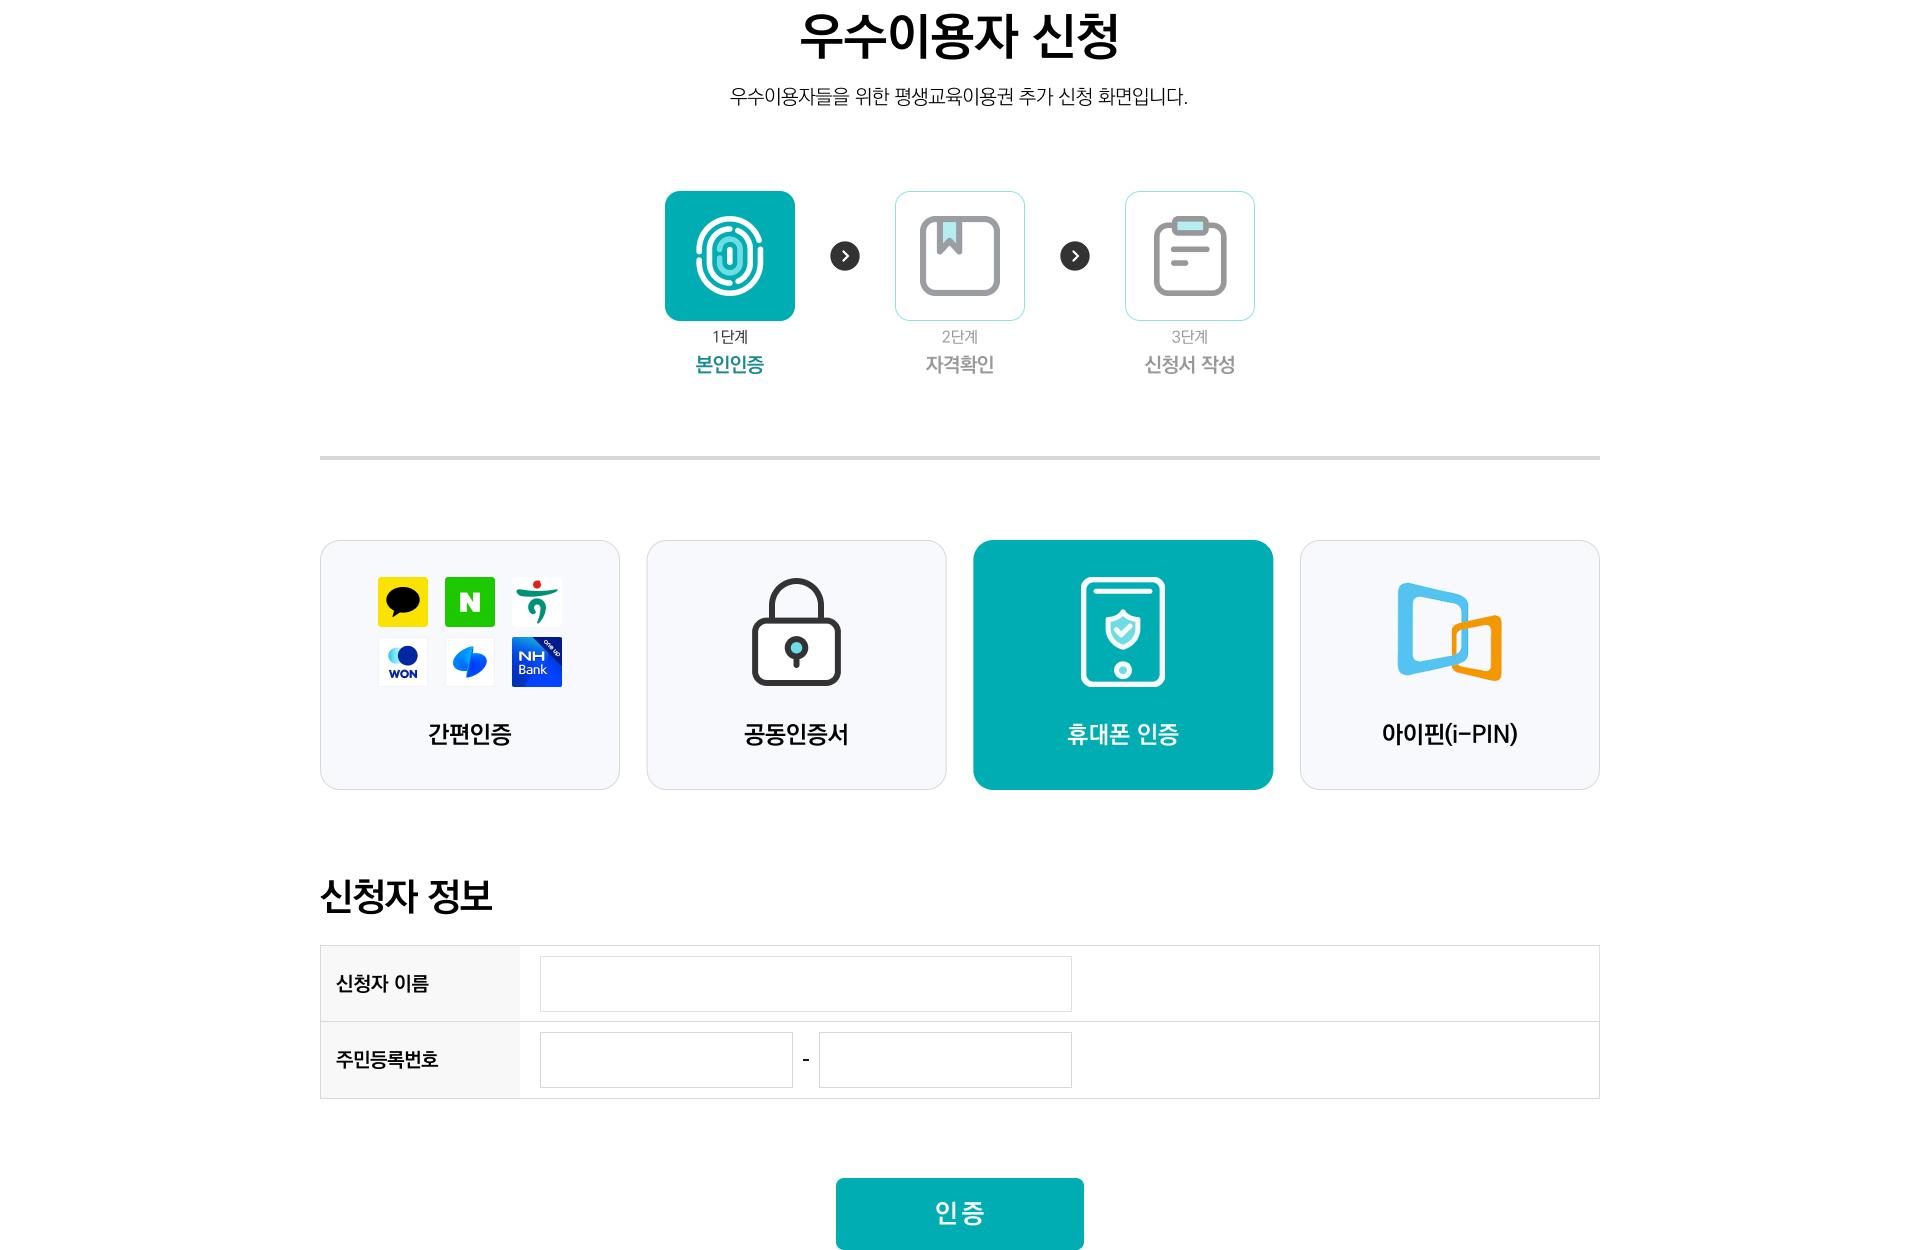 우수이용자 신청
우수이용자들을 위한 평생교육이용권 추가 신청 화면입니다.
1단계
본인인증
2단계
자격확인
3단계
신청서 작성
N
WON
one up
NH
Bank
간편인증
공동인증서
휴대폰 인증
아이핀(i-PIN)
신청자 정보
신청자 이름
주민등록번호
-
인증